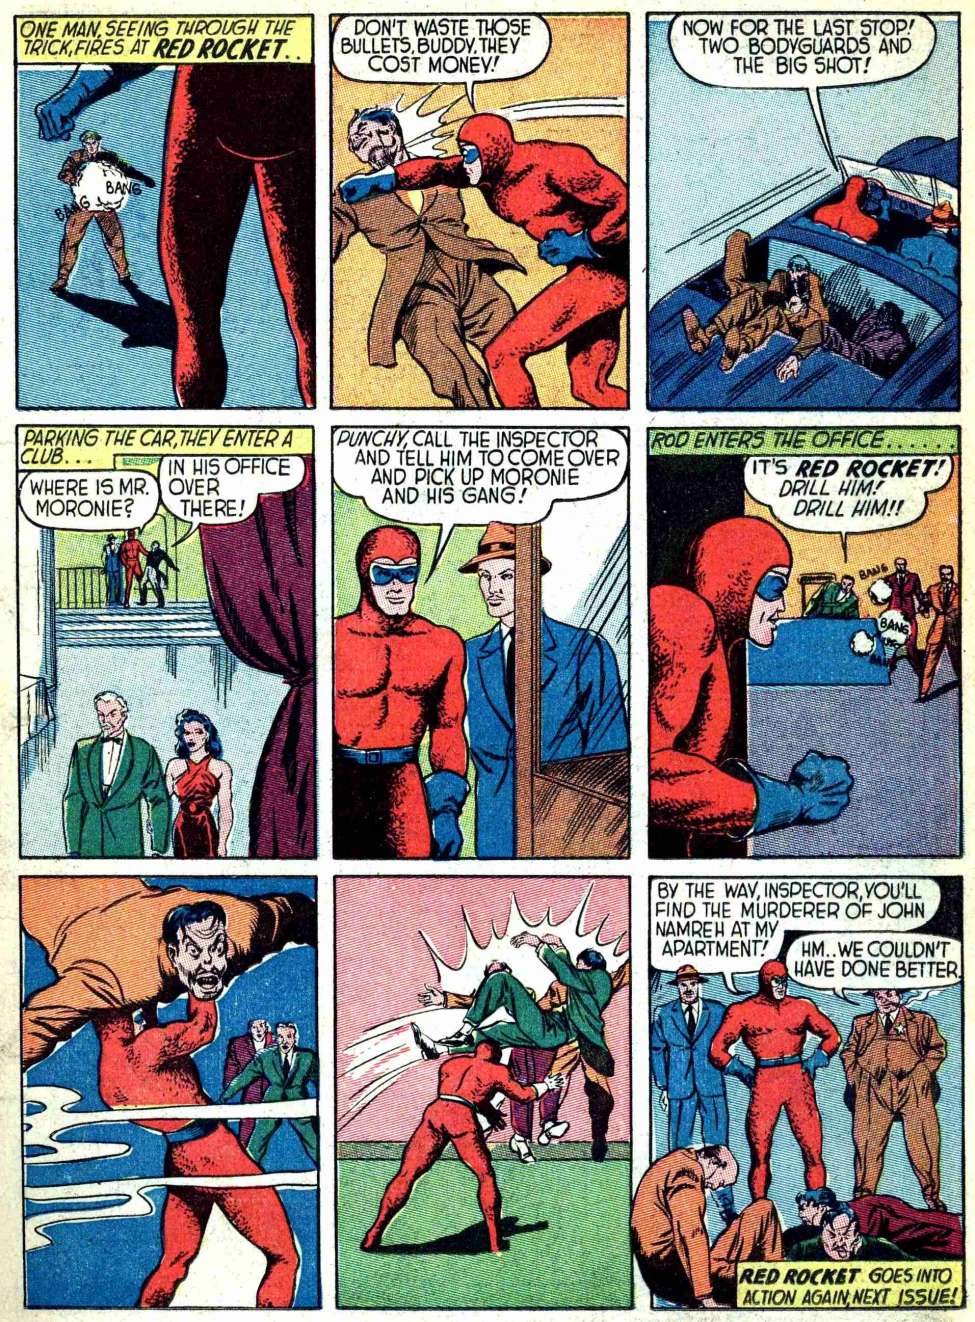 ONE MAN, SEEING THROUGH THE
TRICK, FIRES AT RED ROCKET..
BANG
BANG
DON'T WASTE THOSE
BULLETS, BUDDY, THEY
COST MONEY!
NOW FOR THE LAST STOP!
TWO BODYGUARDS AND
THE BIG SHOT!
PARKING THE CAR, THEY ENTER A
CLUB...
WHERE IS MR.
MORONIE?
IN HIS OFFICE
OVER
THERE!
PUNCHY, CALL THE INSPECTOR
AND TELL HIM TO COME OVER
AND PICK UP MORONIE
AND HIS GANG!
ROD ENTERS THE OFFICE......
IT'S RED ROCKET!
DRILL HIM!
DRILL HIM!!
BANG
BANG
BANG
BY THE WAY, INSPECTOR, YOU'LL
FIND THE MURDERER OF JOHN
NAMREH AT MY
APARTMENT!
HM..WE COULDN'T
HAVE DONE BETTER.
RED ROCKET GOES INTO
ACTION AGAIN, NEXT ISSUE!